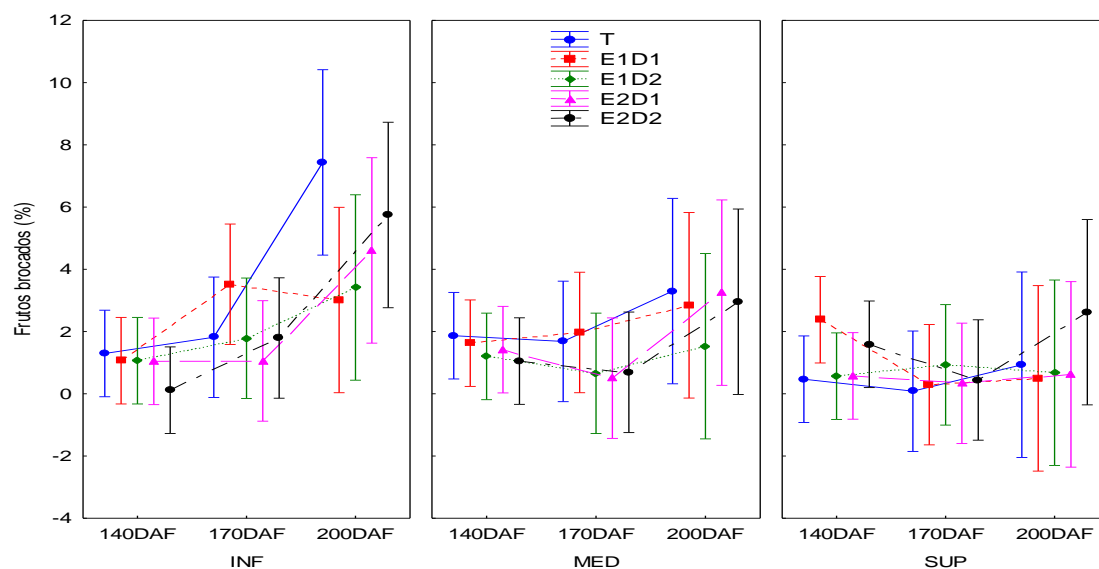 Frutos brocados (%)
12
10
8
6
4
2
0
-2
-4
T
E1D1
E1D2
E2D1
E2D2
140DAF 170DAF 200DAF
INF
140DAF 170DAF 200DAF
MED
140DAF 170DAF 200DAF
SUP